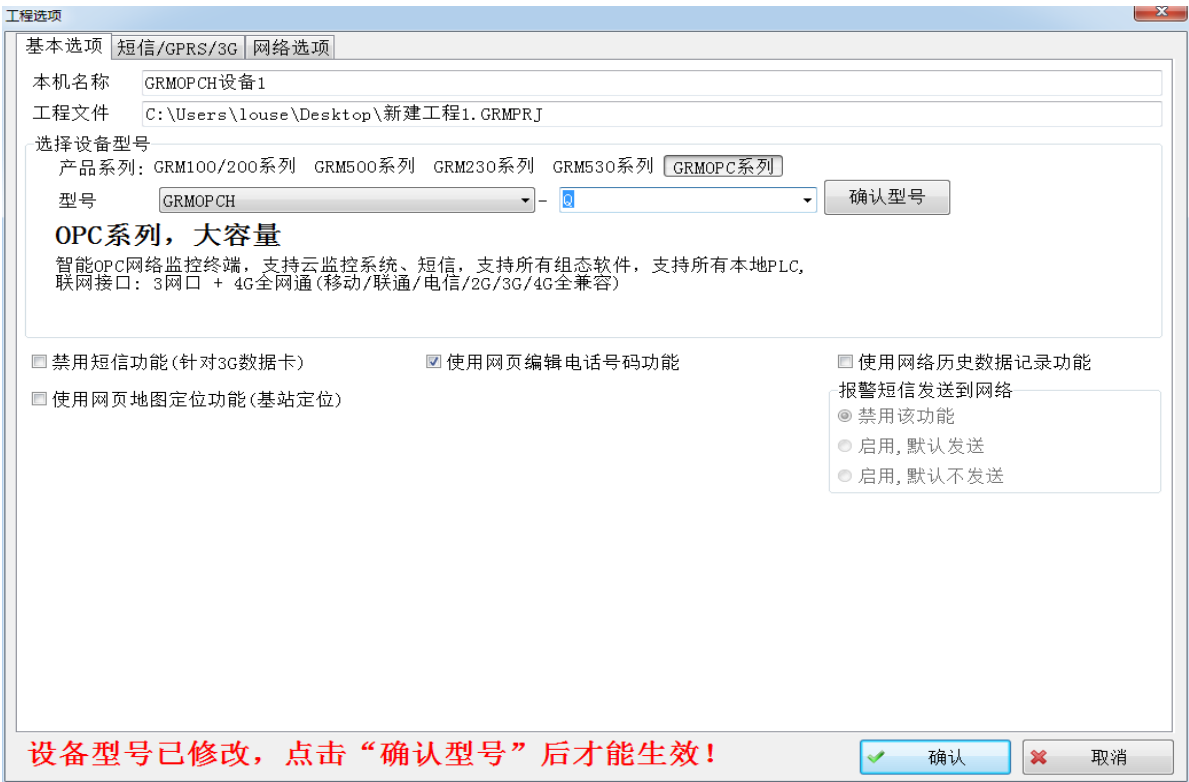 工程选项
基本选项 短信/GPRS/3G 网络选项
本机名称 GRMOPCH设备1
工程文件 C:\Users\louse\Desktop\新建工程1.GRMPRJ
选择设备型号
产品系列: GRM100/200系列 GRM500系列 GRM230系列 GRM530系列 GRMOPC系列
型号 GRMOPCH - Q 确认型号
OPC系列，大容量
智能OPC网络监控终端，支持云监控系统、短信，支持所有组态软件，支持所有本地PLC,
联网接口: 3网口 + 4G全网通(移动/联通/电信/2G/3G/4G全兼容)
禁用短信功能(针对3G数据卡) 使用网页编辑电话号码功能 使用网络历史数据记录功能
使用网页地图定位功能(基站定位)
报警短信发送到网络
禁用该功能
启用,默认发送
启用,默认不发送
设备型号已修改，点击“确认型号”后才能生效！
确认 取消